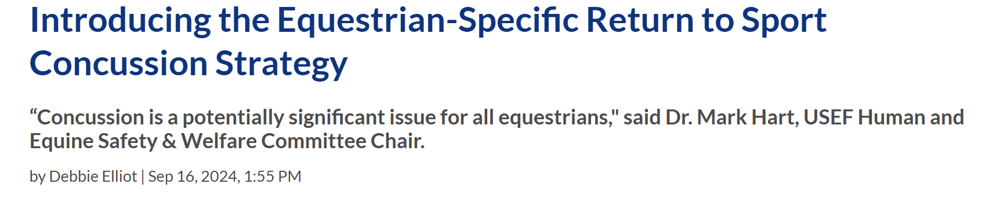 Introducing the Equestrian-Specific Return to Sport
Concussion Strategy
“Concussion is a potentially significant issue for all equestrians," said Dr. Mark Hart, USEF Human and
Equine Safety & Welfare Committee Chair.
by Debbie Elliot | Sep 16, 2024, 1:55 PM